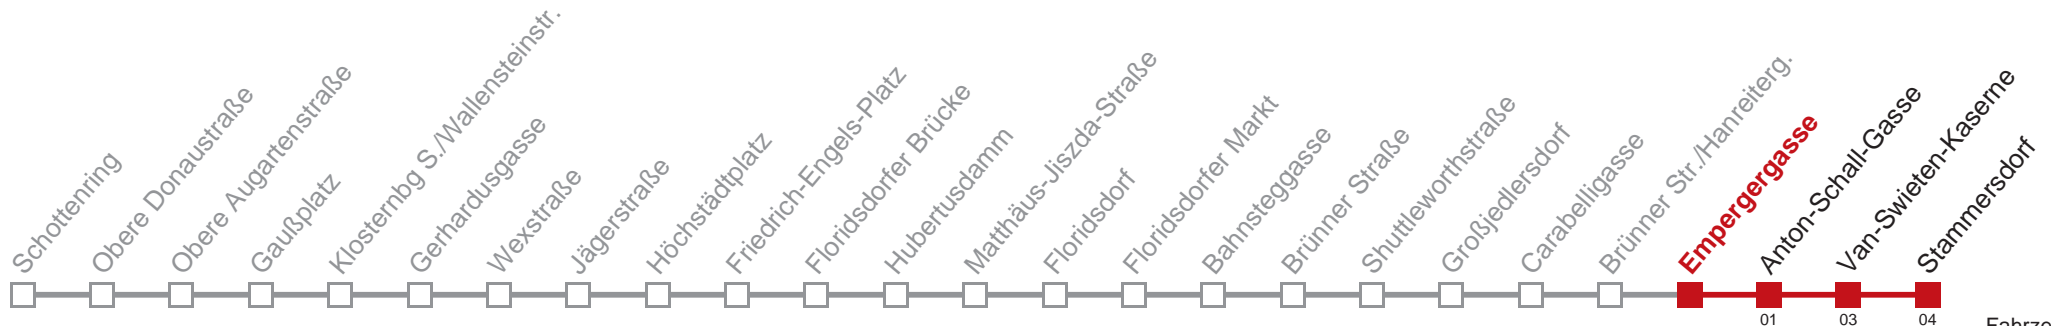 Schottenring
Obere Donaustraße
Obere Augartenstraße
Gaußplatz
Klosternbg S./Wallensteinstr.
Gerhardusgasse
Wexstraße
Jägerstraße
Höchstädtplatz
Friedrich-Engels-Platz
Floridsdorfer Brücke
Hubertusdamm
Matthäus-Jiszda-Straße
Floridsdorf
Floridsdorfer Markt
Bahnsteggasse
Brünner Straße
Shuttleworthstraße
Großjedlersdorf
Carabelligasse
Brünner Str./Hanreiterg.
Empergergasse
Anton-Schall-Gasse
Van-Swieten-Kaserne
Stammersdorf
01 03 04